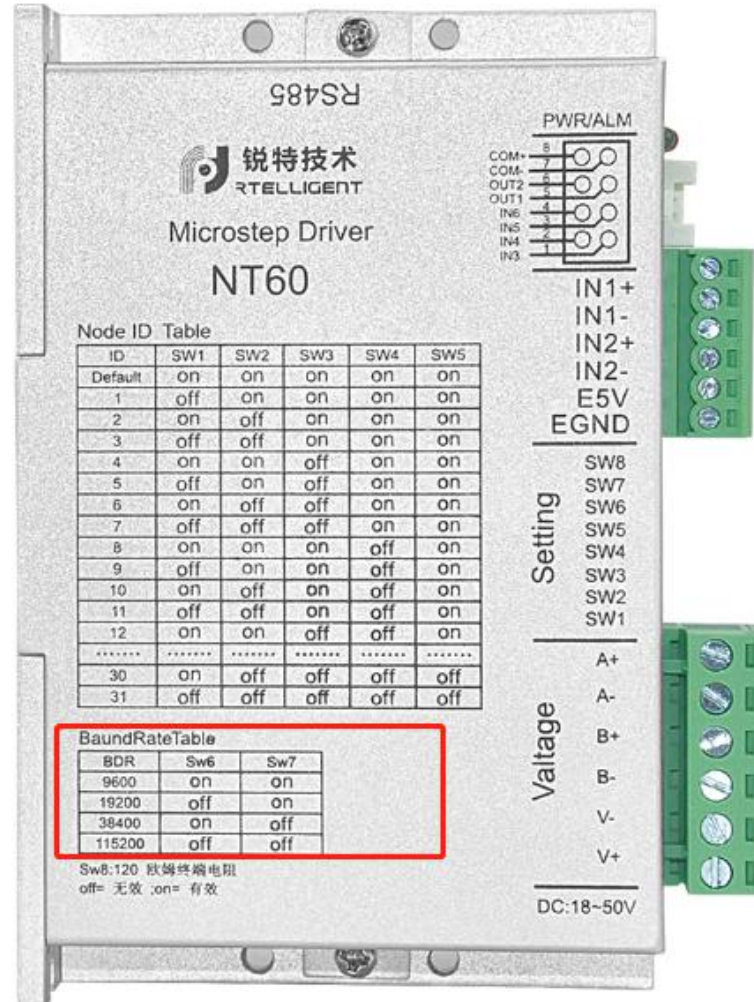 RS485
PWR/ALM
锐特技术
RTELLIGENT
Microstep Driver
NT60
COM+ 8
COM- 7
OUT2 6
OUT1 5
IN6 4
IN5 3
IN4 2
IN3 1
IN1+
IN1-
IN2+
IN2-
E5V
EGND
Node ID Table
ID SW1 SW2 SW3 SW4 SW5
Default on on on on on
1 off on on on on
2 on off on on on
3 off off on on on
4 on on off on on
5 off on off on on
6 on off off on on
7 off off off on on
8 on on on off on
9 off on on off on
10 on off on off on
11 off off on off on
12 on on off off on
....... ....... ....... ....... ....... .......
30 on off off off off
31 off off off off off
Setting
SW8
SW7
SW6
SW5
SW4
SW3
SW2
SW1
BaundRateTable
BDR Sw6 Sw7
9600 on on
19200 off on
38400 on off
115200 off off
Sw8:120 欧姆终端电阻
off= 无效 ;on= 有效
Valtage
A+
A-
B+
B-
V-
V+
DC:18~50V